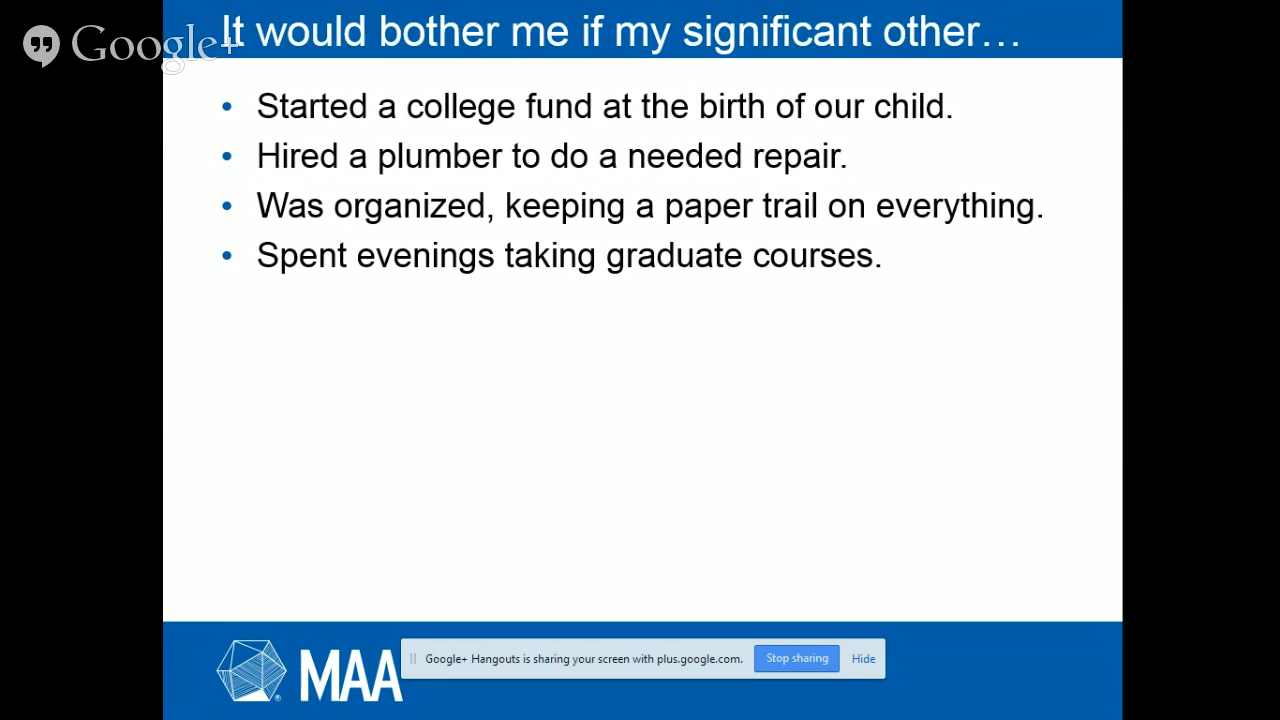 It would bother me if my significant other…
Google+
• Started a college fund at the birth of our child.
• Hired a plumber to do a needed repair.
• Was organized, keeping a paper trail on everything.
• Spent evenings taking graduate courses.
MAA
®
Google+ Hangouts is sharing your screen with plus.google.com.
Stop sharing
Hide